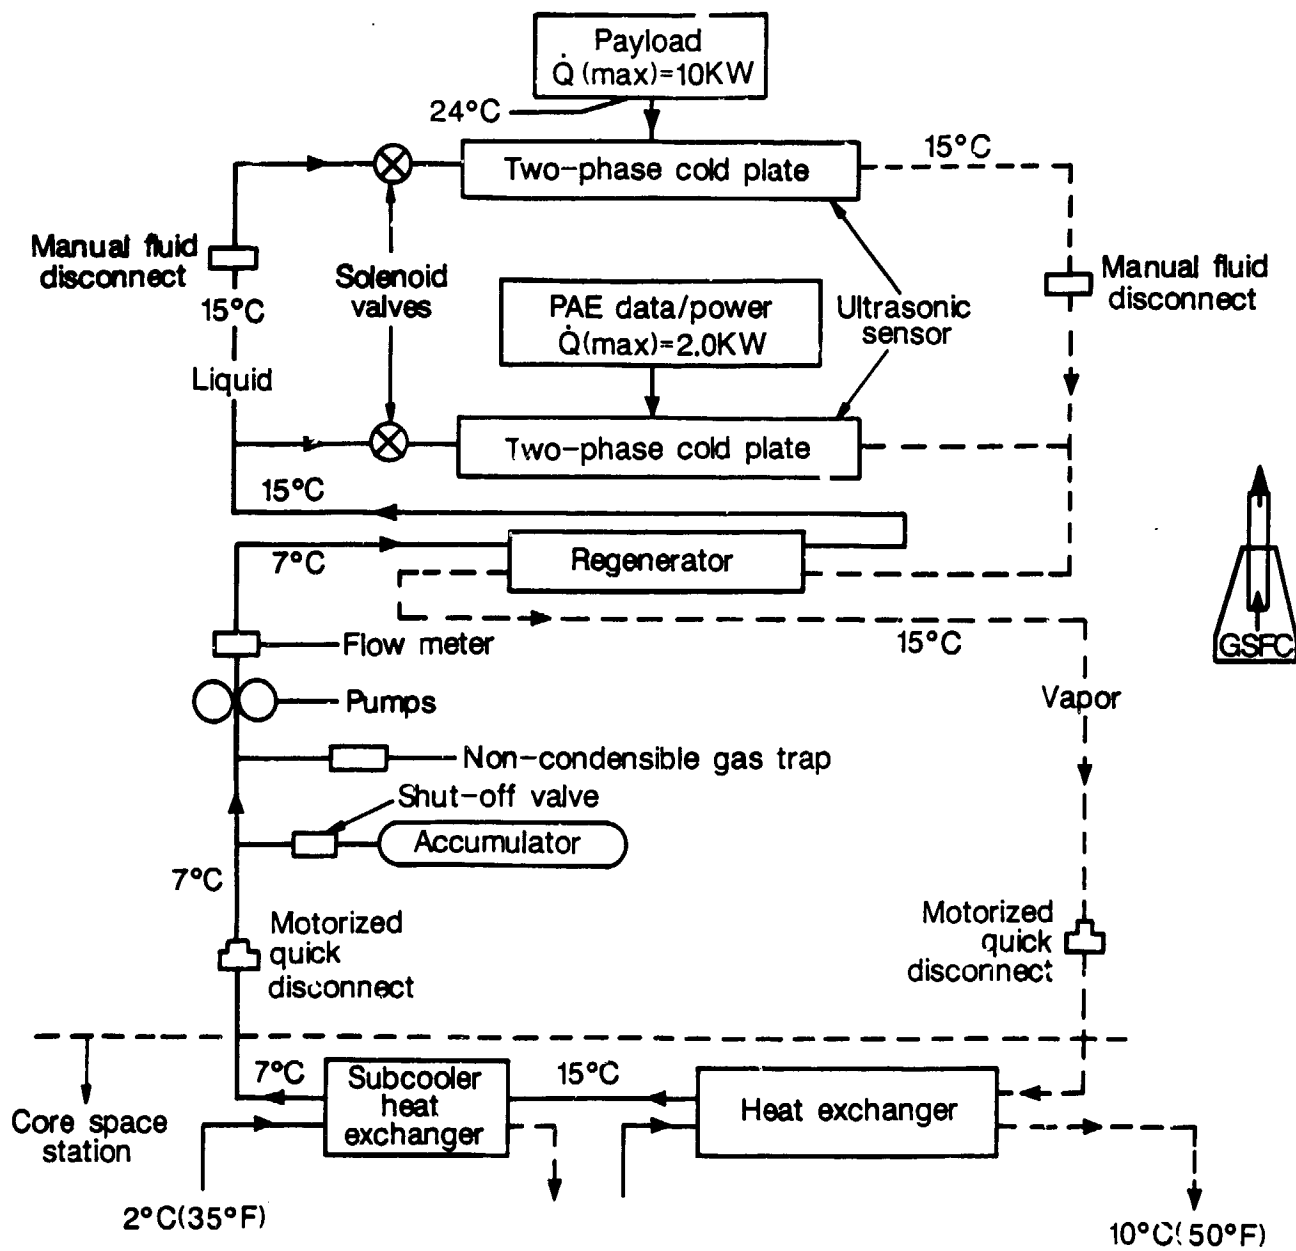 Payload
Q̇ (max)=10KW
24°C
Two-phase cold plate
15°C
Manual fluid
disconnect
15°C
Solenoid
valves
PAE data/power
Q̇(max)=2.0KW
Ultrasonic
sensor
Manual fluid
disconnect
Liquid
Two-phase cold plate
15°C
7°C
Regenerator
15°C
GSFC
Flow meter
Vapor
Pumps
Non-condensible gas trap
Shut-off valve
Accumulator
7°C
Motorized
quick
disconnect
Motorized
quick
disconnect
7°C
Subcooler
heat
exchanger
15°C
Heat exchanger
Core space
station
2°C(35°F)
10°C(50°F)